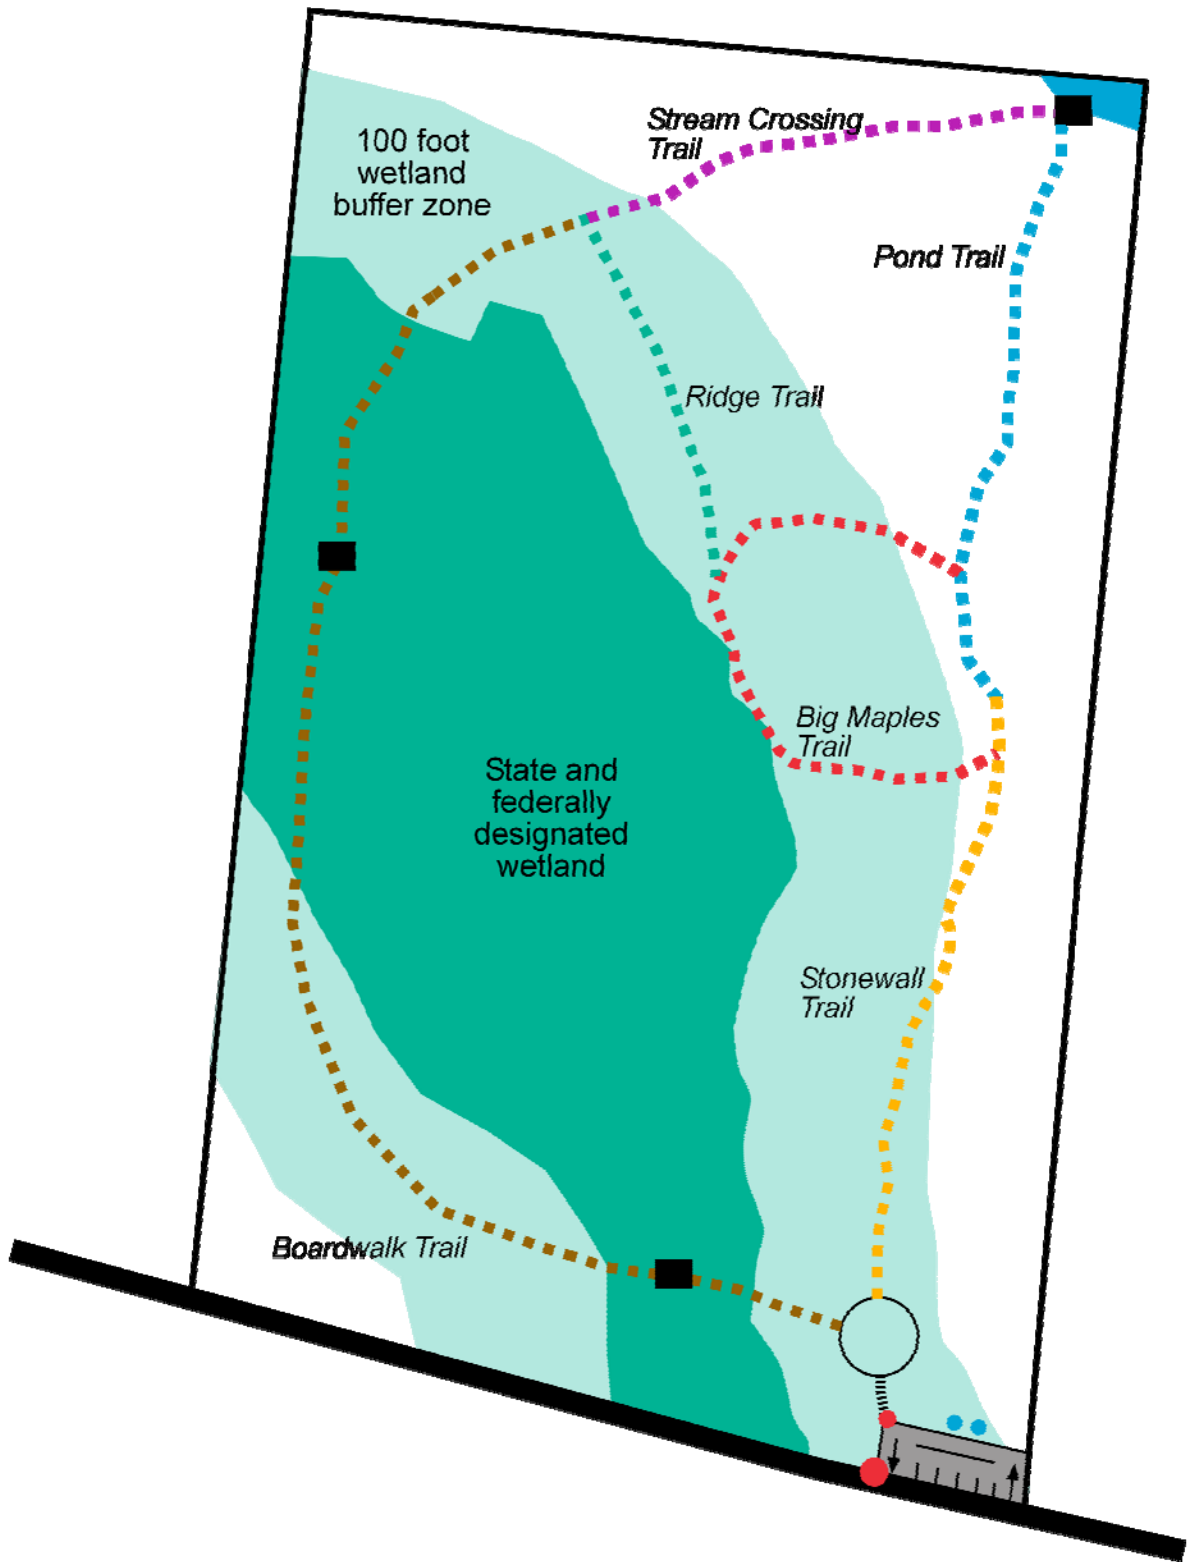 Stream Crossing
Trail
100 foot
wetland
buffer zone
Pond Trail
Ridge Trail
Big Maples
Trail
State and
federally
designated
wetland
Stonewall
Trail
Boardwalk Trail